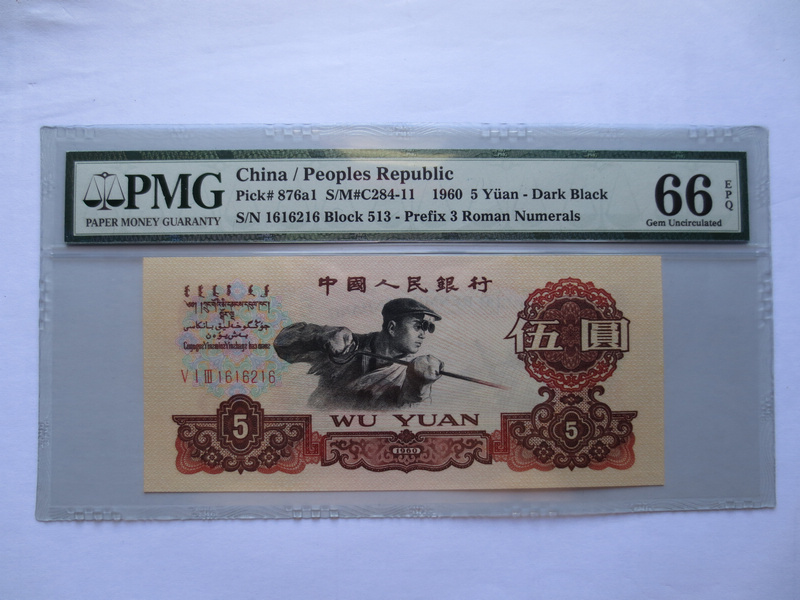 PMG
PAPER MONEY GUARANTY
China / Peoples Republic
Pick# 876a1 S/M#C284-11 1960 5 Yüan - Dark Black
S/N 1616216 Block 513 - Prefix 3 Roman Numerals
66 EPQ
Gem Uncirculated
中國人民銀行
伍圓
V I III 1616216
WU YUAN
5
1960
5